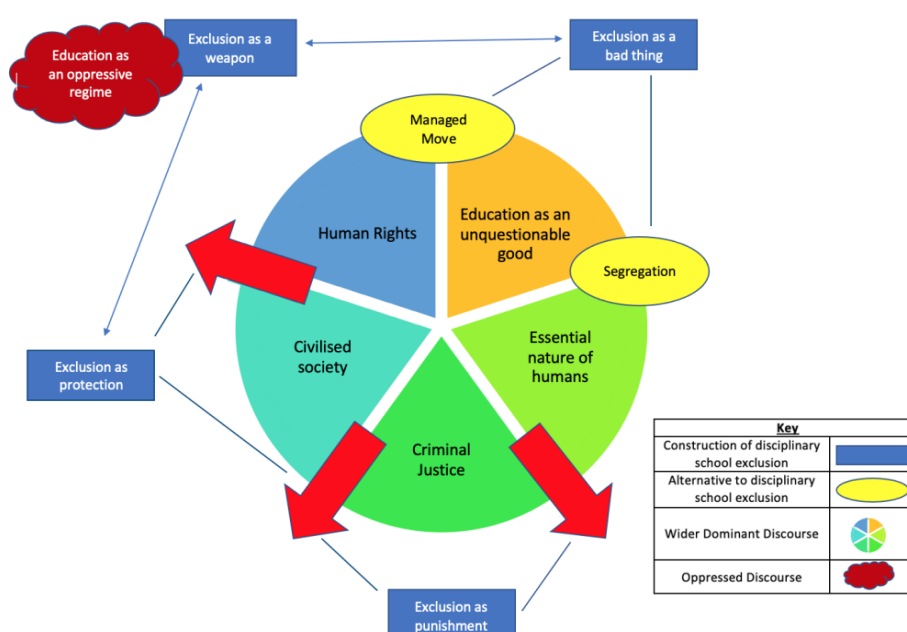 Education as
an oppressive
regime
Exclusion as a
weapon
Exclusion as a
bad thing
Managed
Move
Human Rights
Education as an
unquestionable
good
Segregation
Civilised
society
Essential
nature of
humans
Exclusion as
protection
Criminal
Justice
Exclusion as
punishment
Key
Construction of disciplinary
school exclusion
Alternative to disciplinary
school exclusion
Wider Dominant Discourse
Oppressed Discourse